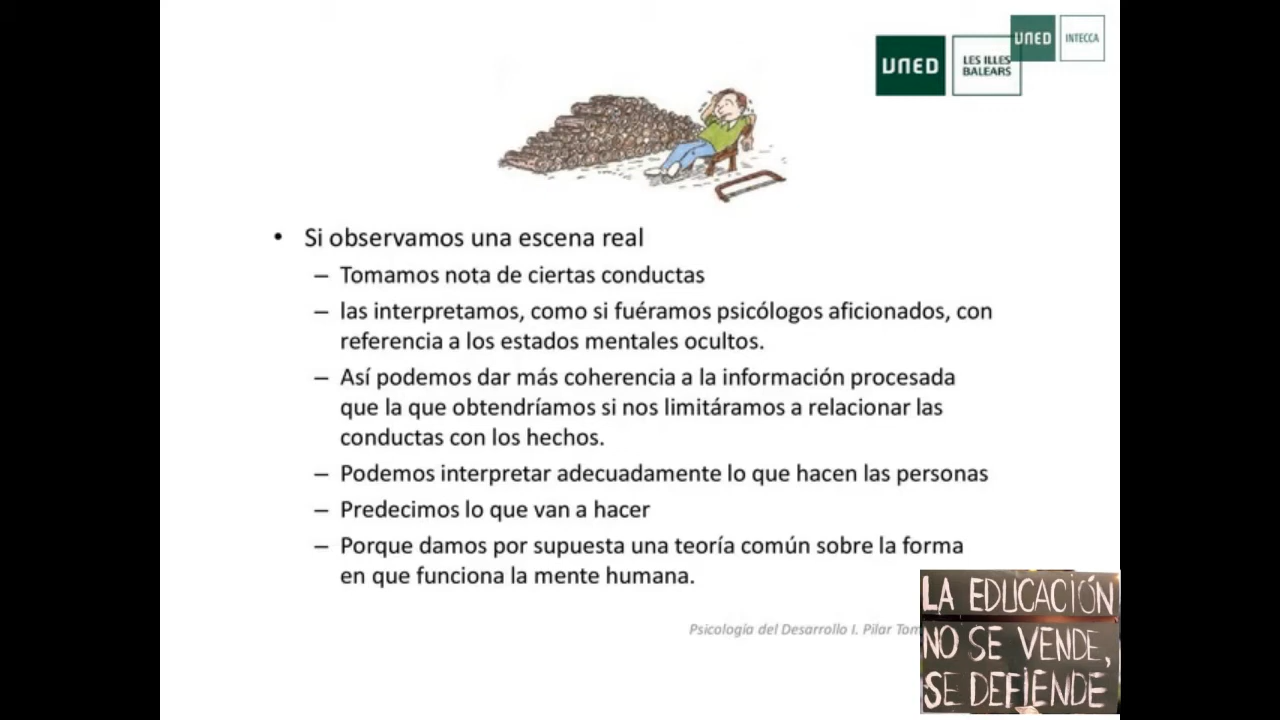 UNED
INTECCA
UNED
LES ILLES
BALEARS
• Si observamos una escena real
– Tomamos nota de ciertas conductas
– las interpretamos, como si fuéramos psicólogos aficionados, con
referencia a los estados mentales ocultos.
– Así podemos dar más coherencia a la información procesada
que la que obtendríamos si nos limitáramos a relacionar las
conductas con los hechos.
– Podemos interpretar adecuadamente lo que hacen las personas
– Predecimos lo que van a hacer
– Porque damos por supuesta una teoría común sobre la forma
en que funciona la mente humana.
Psicología del Desarrollo I. Pilar
LA EDUCACIÓN
NO SE VENDE,
SE DEFIENDE